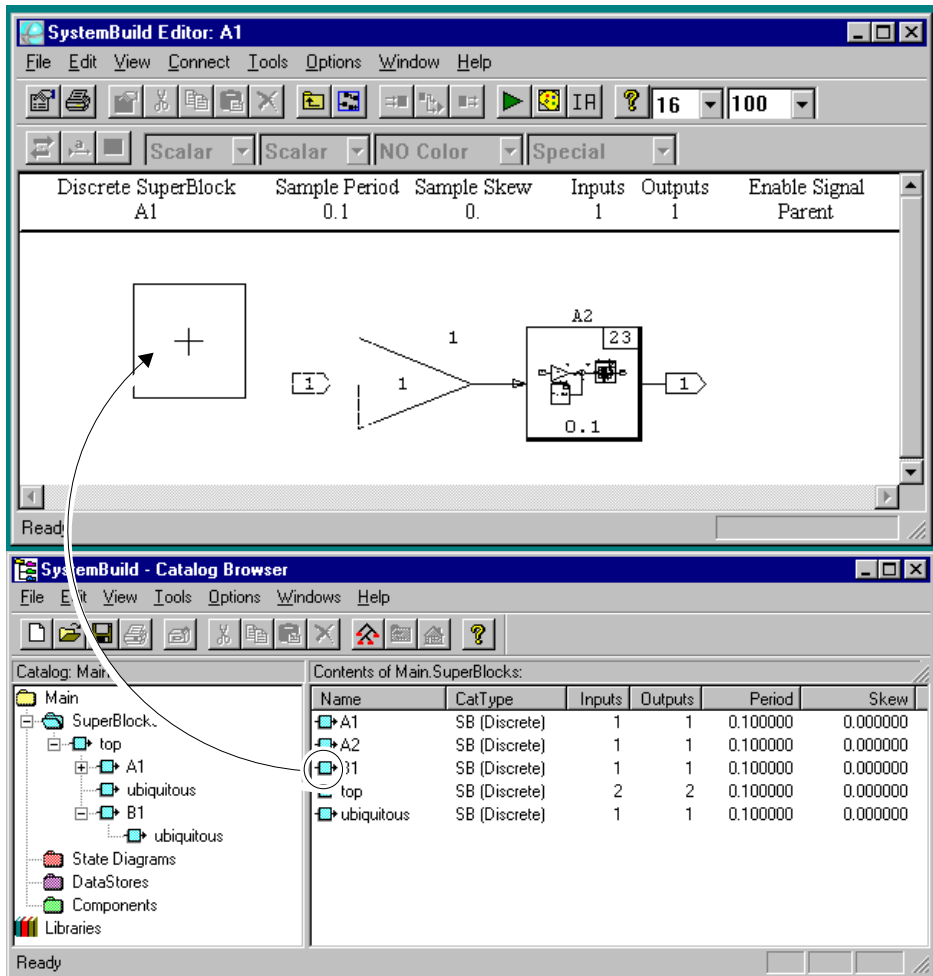 SystemBuild Editor: A1
File Edit View Connect Tools Options Window Help
IA ? 16 100
a Scalar Scalar NO Color Special
Discrete SuperBlock Sample Period Sample Skew Inputs Outputs Enable Signal
A1 0.1 0. 1 1 Parent
A2
23
1
1 1 1
0.1
Ready
SystemBuild - Catalog Browser
File Edit View Tools Options Windows Help
?
Catalog: Main Contents of Main.SuperBlocks:
Main
SuperBlocks
top
A1
ubiquitous
B1
ubiquitous
State Diagrams
DataStores
Components
Libraries
Name CatType Inputs Outputs Period Skew
A1 SB (Discrete) 1 1 0.100000 0.000000
A2 SB (Discrete) 1 1 0.100000 0.000000
B1 SB (Discrete) 1 1 0.100000 0.000000
top SB (Discrete) 2 2 0.100000 0.000000
ubiquitous SB (Discrete) 1 1 0.100000 0.000000
Ready